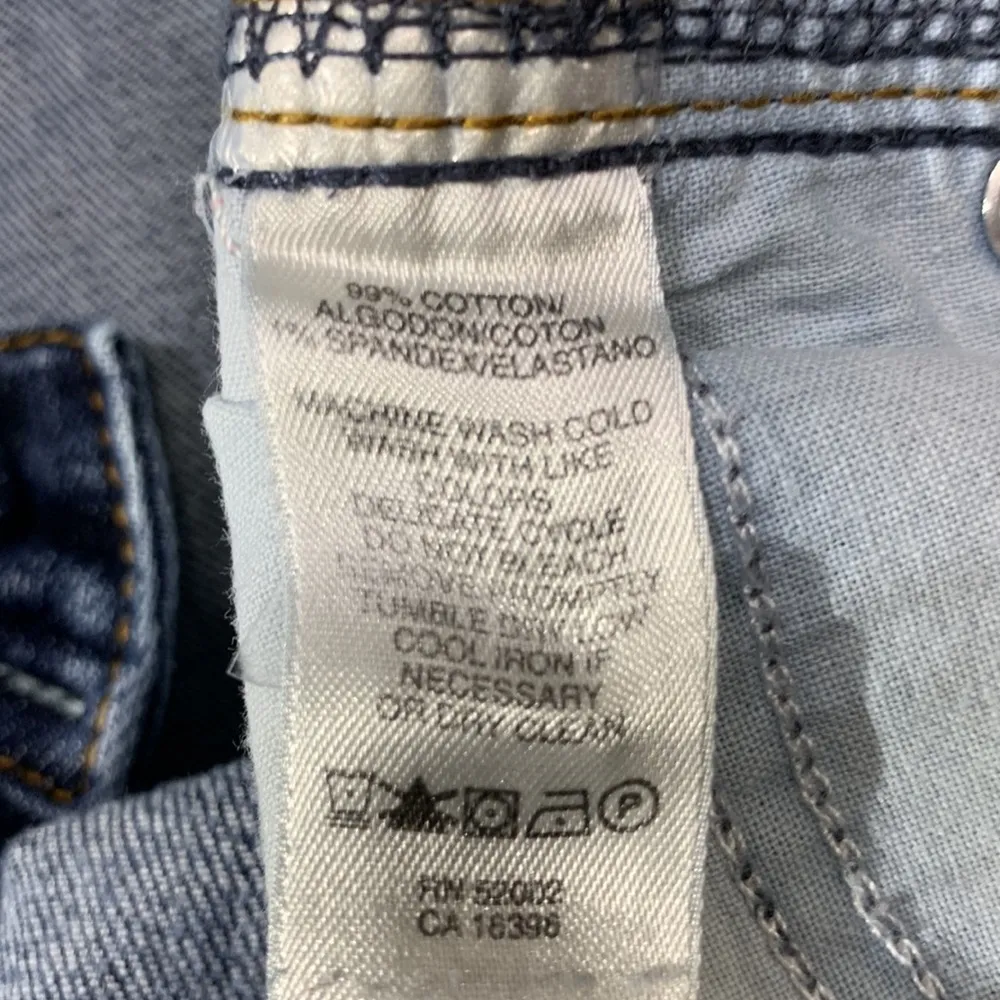 99% COTTON/
ALGODON/COTON
1% SPANDEX/ELASTANO
MACHINE WASH COLD
WASH WITH LIKE
COLORS
DELICATE CYCLE
DO NOT BLEACH
REMOVE PROMPTLY
TUMBLE DRY LOW
COOL IRON IF
NECESSARY
OR DRY CLEAN
P
RN 52002
CA 16398